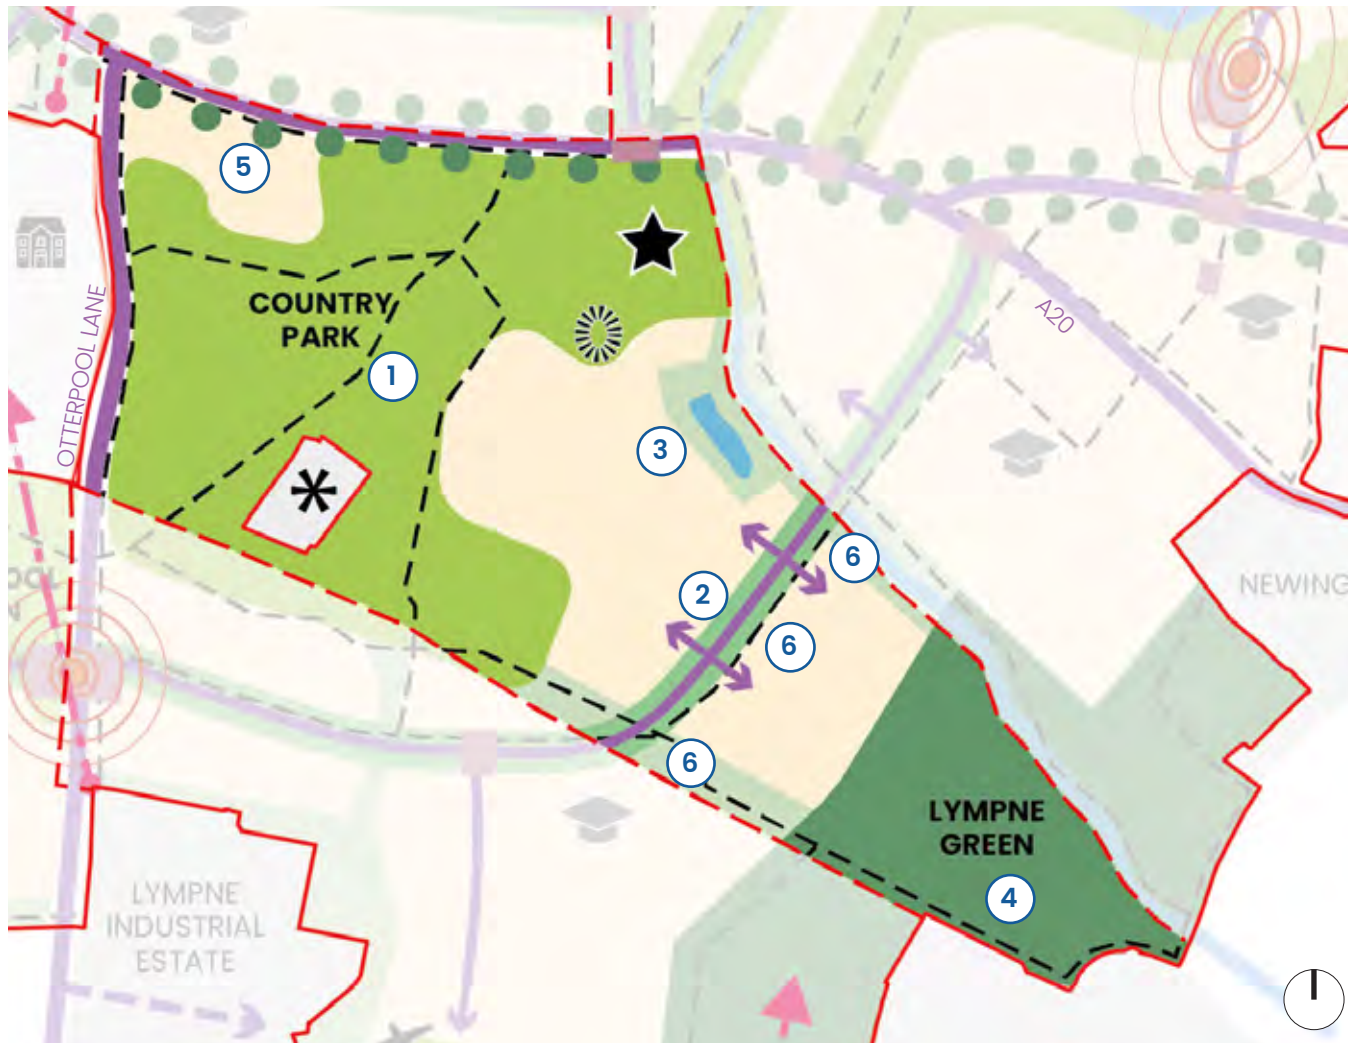 5
COUNTRY
PARK
1
OTTERPOOL LANE
A20
3
6
NEWING
2
6
6
LYMPNE
GREEN
4
LYMPNE
INDUSTRIAL
ESTATE